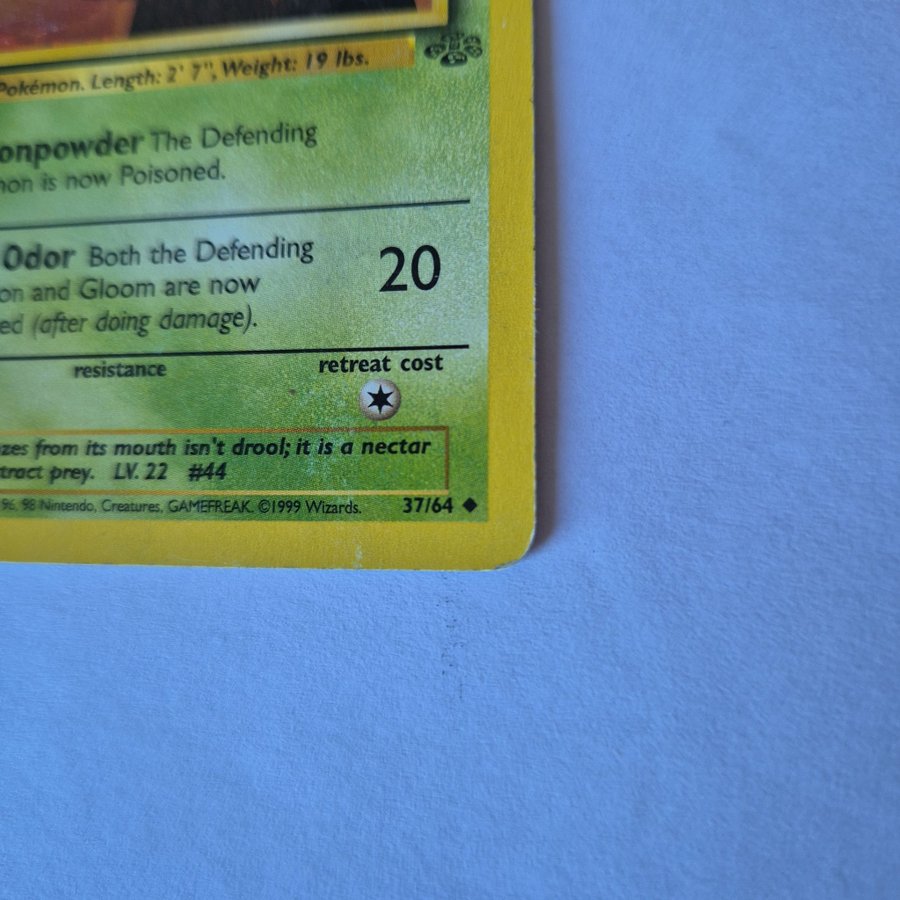 Pokémon. Length: 2' 7", Weight: 19 lbs.
onpowder The Defending
non is now Poisoned.
Odor Both the Defending
on and Gloom are now
ed (after doing damage).
20
resistance
retreat cost
zes from its mouth isn't drool; it is a nectar
tract prey. LV. 22 #44
96, 98 Nintendo, Creatures, GAMEFREAK. ©1999 Wizards.
37/64